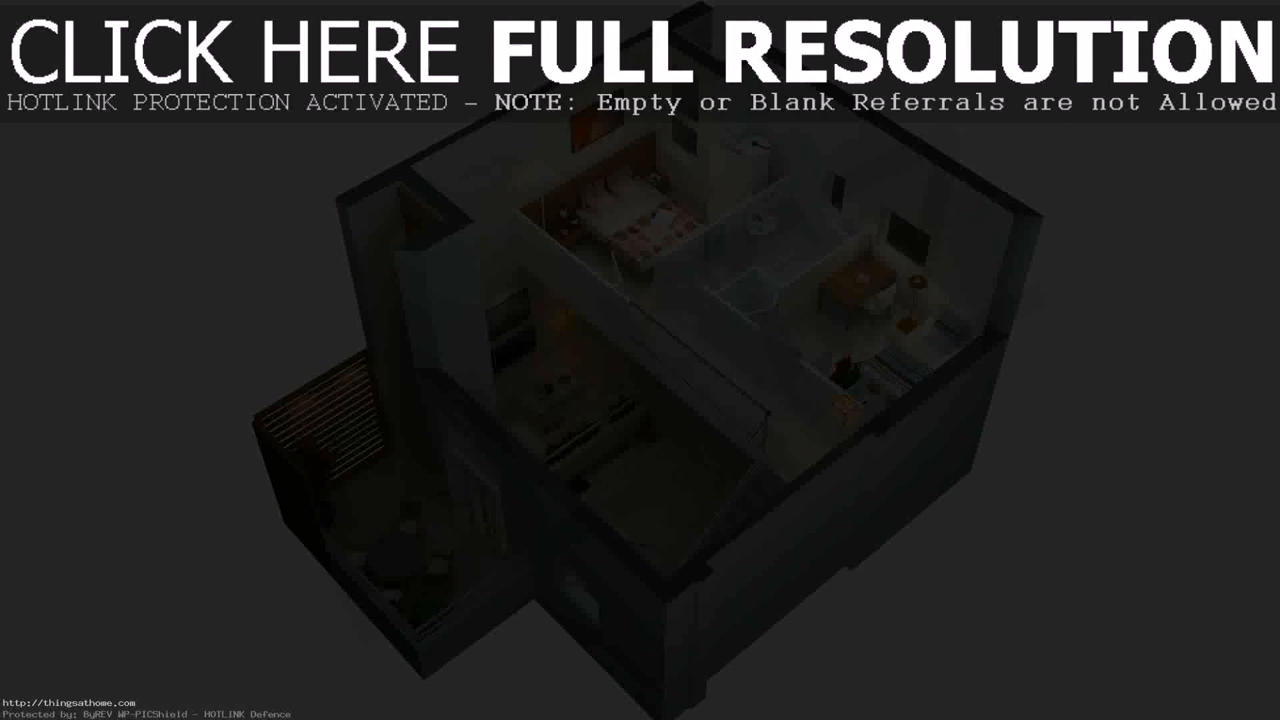 CLICK HERE FULL RESOLUTION
HOTLINK PROTECTION ACTIVATED – NOTE: Empty or Blank Referrals are not Allowed
http://thingsathome.com
Protected by: ByREV WP-PICShield - HOTLINK Defence